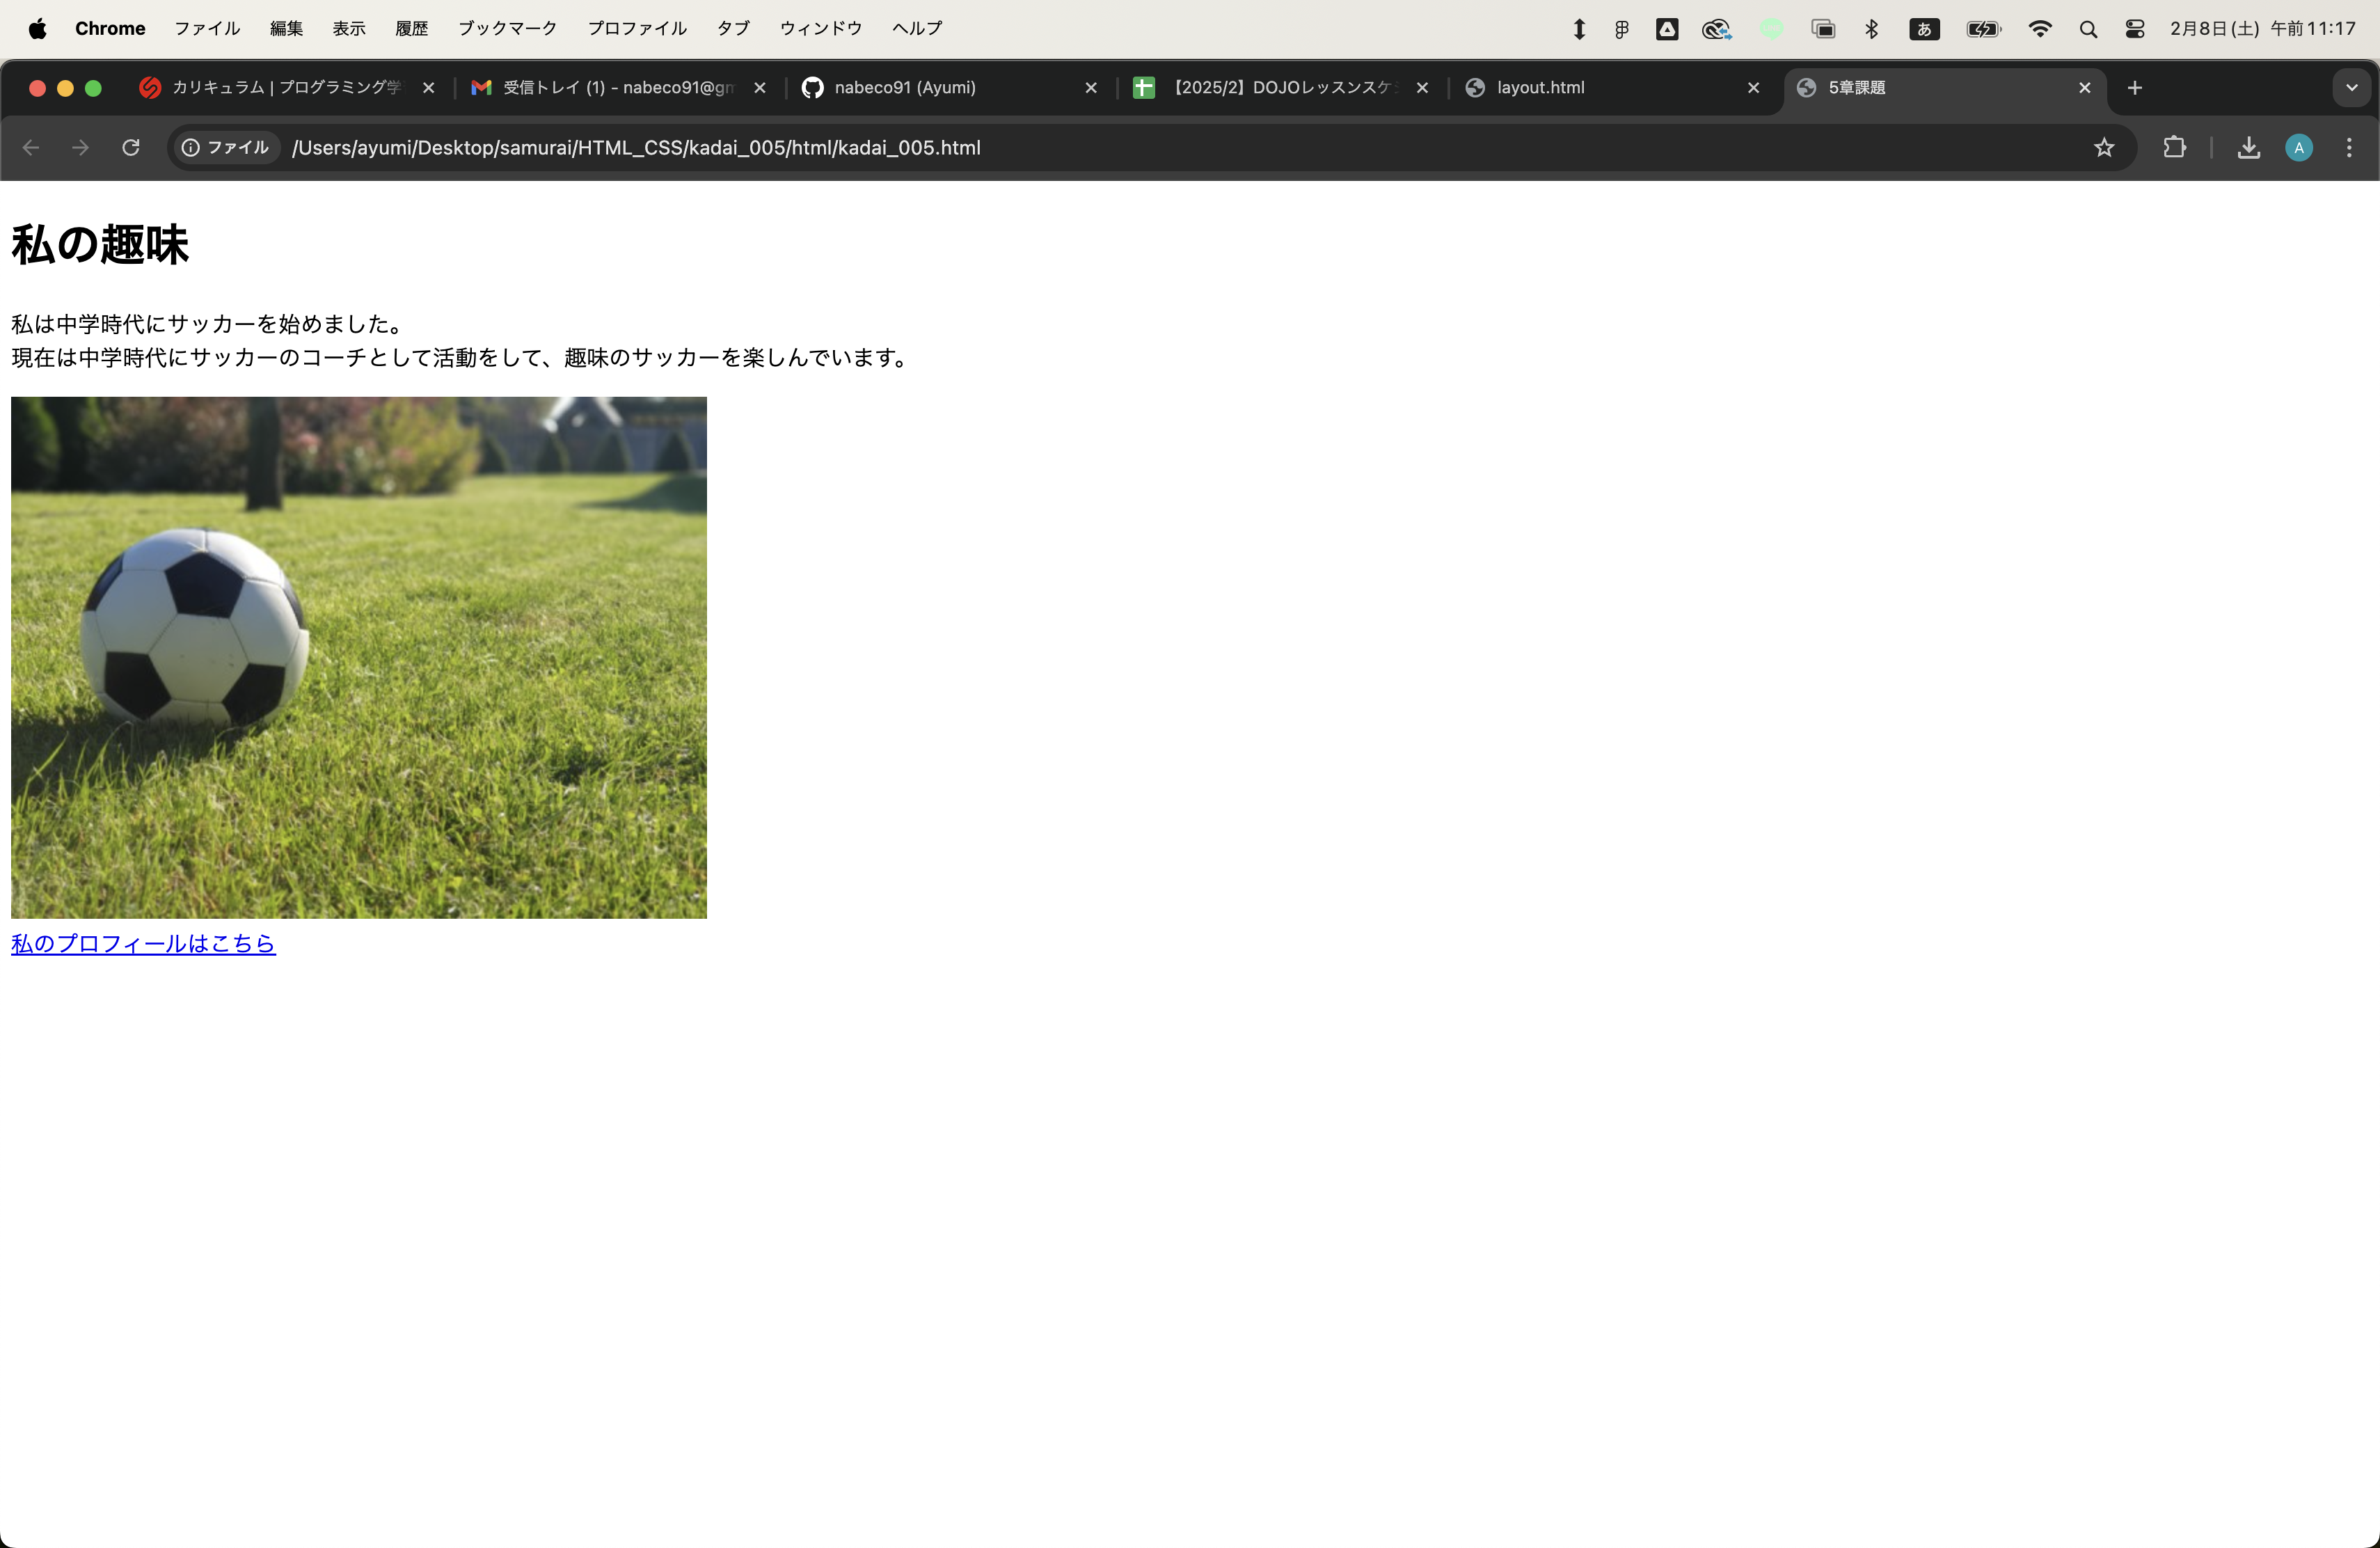 Chrome ファイル 編集 表示 履歴 ブックマーク プロファイル タブ ウィンドウ ヘルプ あ 2月8日(土) 午前11:17
カリキュラム | プログラミング学 受信トレイ (1) - nabeco91@gm nabeco91 (Ayumi) 【2025/2】DOJOレッスンスケ layout.html 5章課題
ファイル /Users/ayumi/Desktop/samurai/HTML_CSS/kadai_005/html/kadai_005.html A
私の趣味
私は中学時代にサッカーを始めました。
現在は中学時代にサッカーのコーチとして活動をして、趣味のサッカーを楽しんでいます。
私のプロフィールはこちら